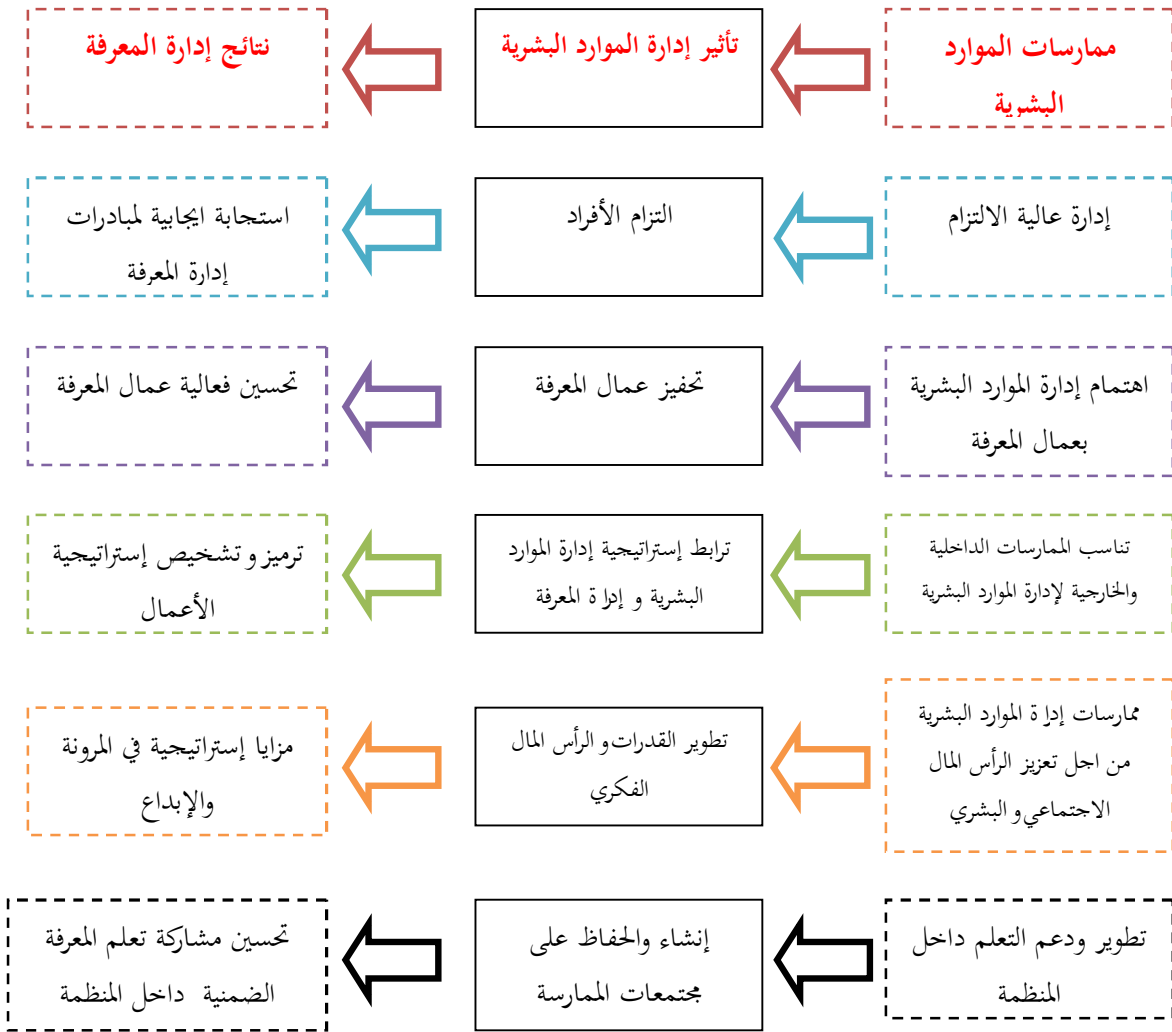 ممارسات الموارد
البشرية
تأثير إدارة الموارد البشرية
نتائج إدارة المعرفة
إدارة عالية الالتزام
التزام الأفراد
استجابة ايجابية لمبادرات
إدارة المعرفة
اهتمام إدارة الموارد البشرية
بعمال المعرفة
تحفيز عمال المعرفة
تحسين فعالية عمال المعرفة
تناسب الممارسات الداخلية
والخارجية لإدارة الموارد البشرية
ترابط إستراتيجية إدارة الموارد
البشرية و إدارة المعرفة
ترميز و تشخيص إستراتيجية
الأعمال
ممارسات إدارة الموارد البشرية
من اجل تعزيز الرأس المال
الاجتماعي و البشري
تطوير القدرات و الرأس المال
الفكري
مزايا إستراتيجية في المرونة
والإبداع
تطوير ودعم التعلم داخل
المنظمة
إنشاء والحفاظ على
مجتمعات الممارسة
تحسين مشاركة تعلم المعرفة
الضمنية داخل المنظمة